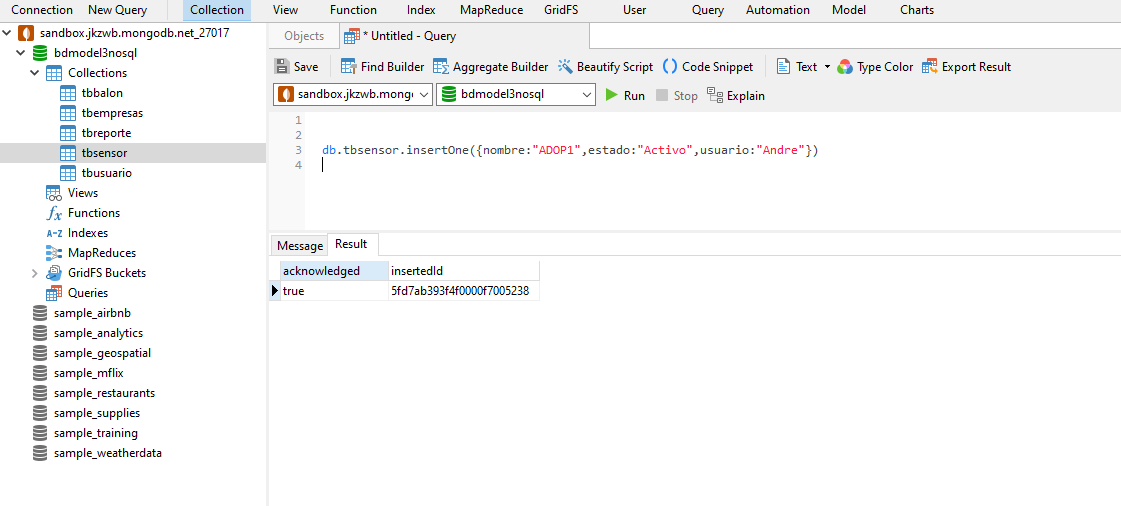 Connection New Query Collection View Function Index MapReduce GridFS User Query Automation Model Charts
sandbox.jkzwb.mongodb.net_27017
bdmodel3nosql
Collections
tbbalon
tbempresas
tbreporte
tbsensor
tbusuario
Views
fx Functions
A-Z Indexes
MapReduces
GridFS Buckets
Queries
sample_airbnb
sample_analytics
sample_geospatial
sample_mflix
sample_restaurants
sample_supplies
sample_training
sample_weatherdata
Objects * Untitled - Query
Save Find Builder Aggregate Builder Beautify Script () Code Snippet Text Type Color Export Result
sandbox.jkzwb.mong bdmodel3nosql Run Stop Explain
1
2
3 db.tbsensor.insertOne({nombre:"ADOP1",estado:"Activo",usuario:"Andre"})
4
Message Result
acknowledged insertedId
true 5fd7ab393f4f0000f7005238